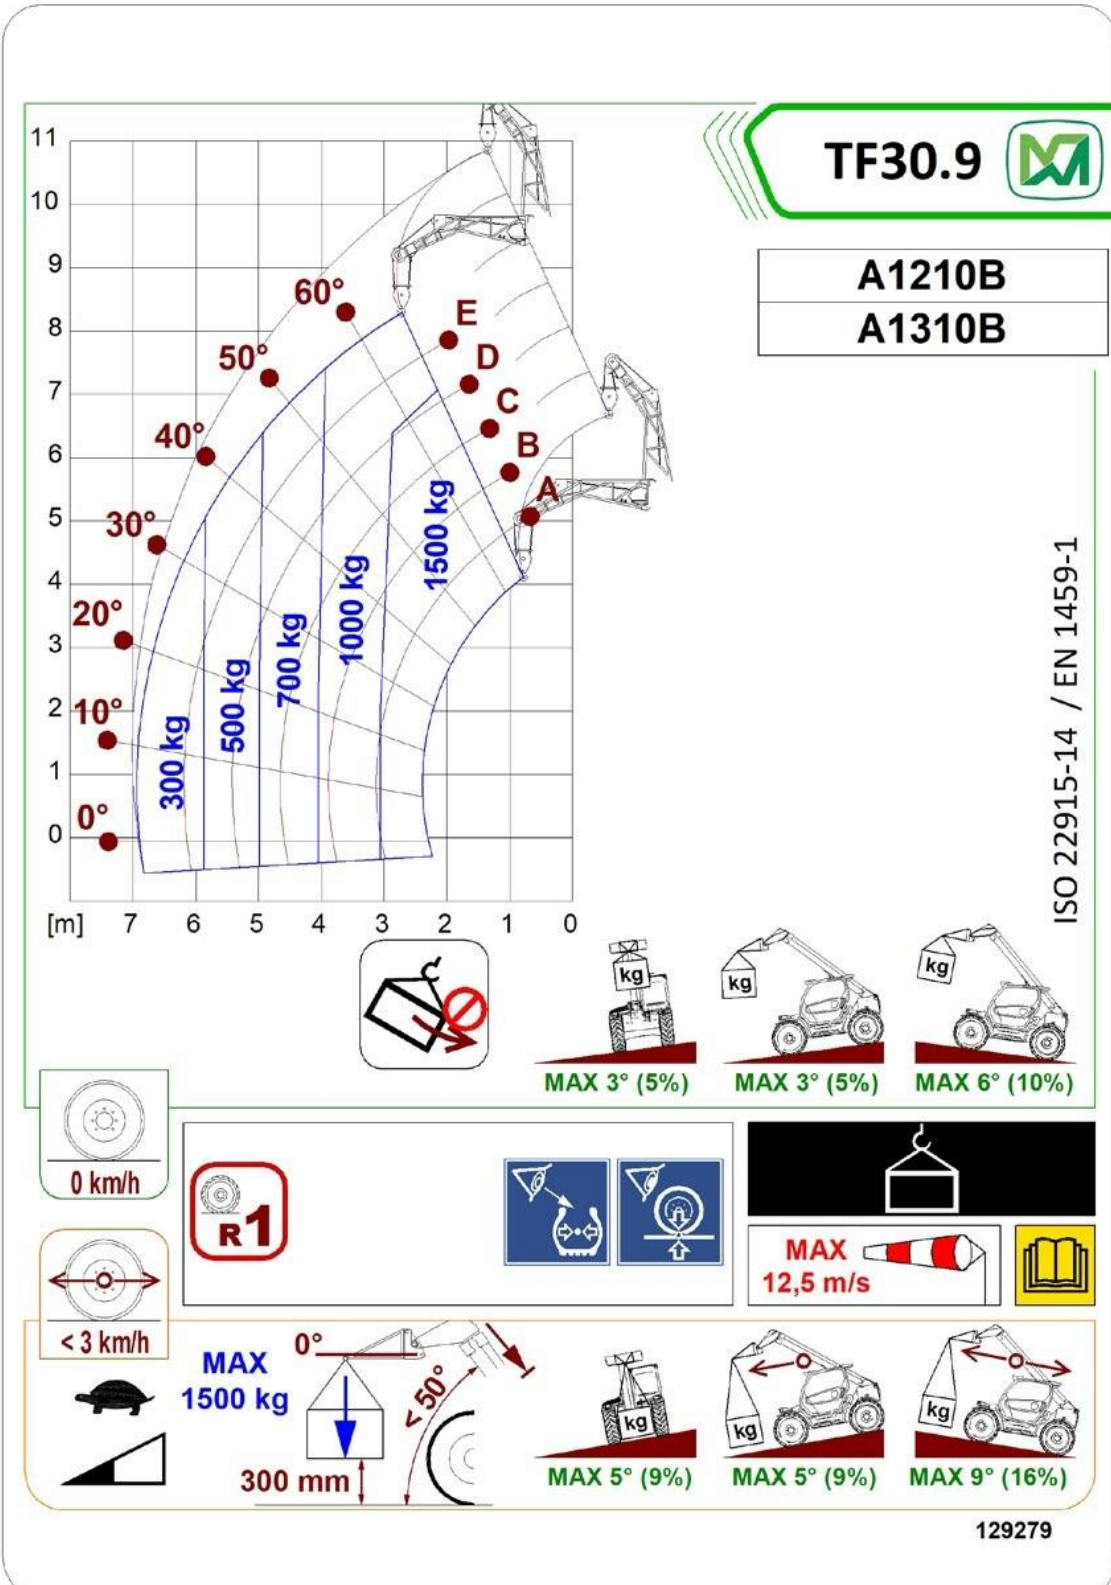 TF30.9
A1210B
A1310B
11
10
9
8
7
6
5
4
3
2
1
0
[m] 7 6 5 4 3 2 1 0
60°
50°
40°
30°
20°
10°
0°
E
D
C
B
A
300 kg
500 kg
700 kg
1000 kg
1500 kg
ISO 22915-14 / EN 1459-1
kg
kg
kg
MAX 3° (5%)
MAX 3° (5%)
MAX 6° (10%)
0 km/h
R1
MAX
12,5 m/s
< 3 km/h
MAX
1500 kg
0°
< 50°
300 mm
kg
kg
kg
MAX 5° (9%)
MAX 5° (9%)
MAX 9° (16%)
129279